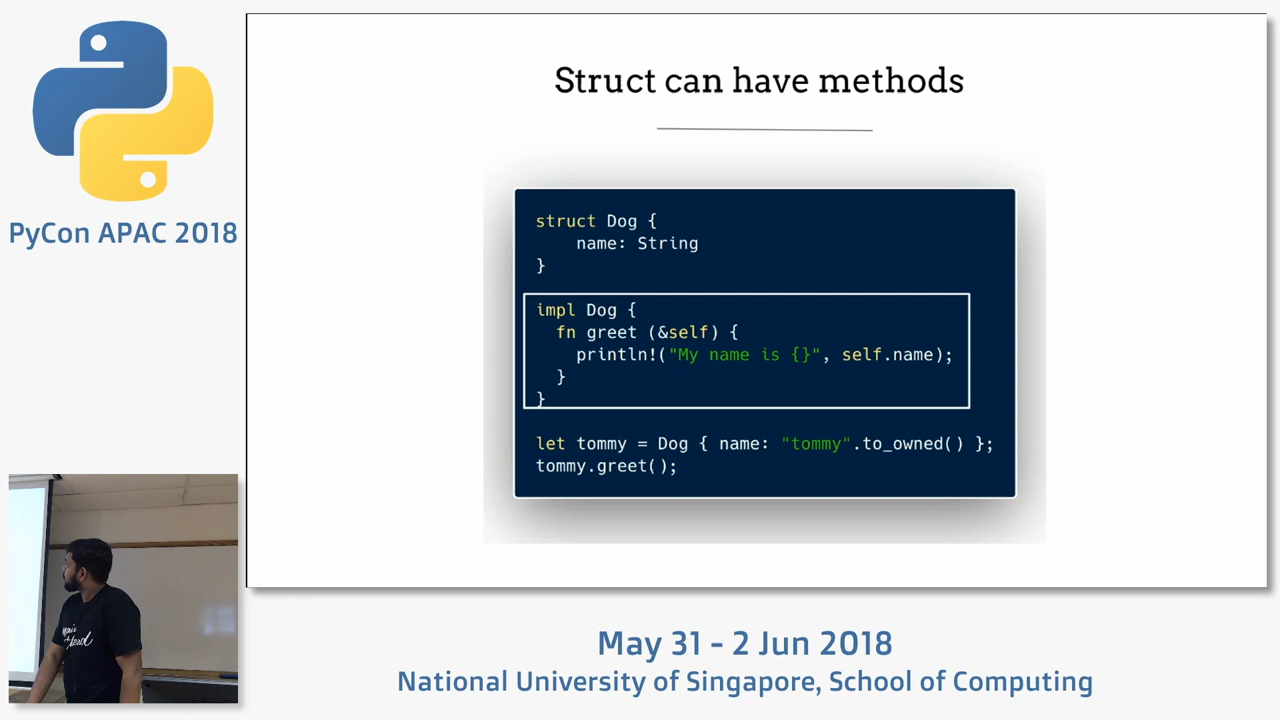 PyCon APAC 2018
Struct can have methods
struct Dog {
    name: String
}
impl Dog {
  fn greet (&self) {
    println!("My name is {}", self.name);
  }
}
let tommy = Dog { name: "tommy".to_owned() };
tommy.greet();
May 31 - 2 Jun 2018
National University of Singapore, School of Computing